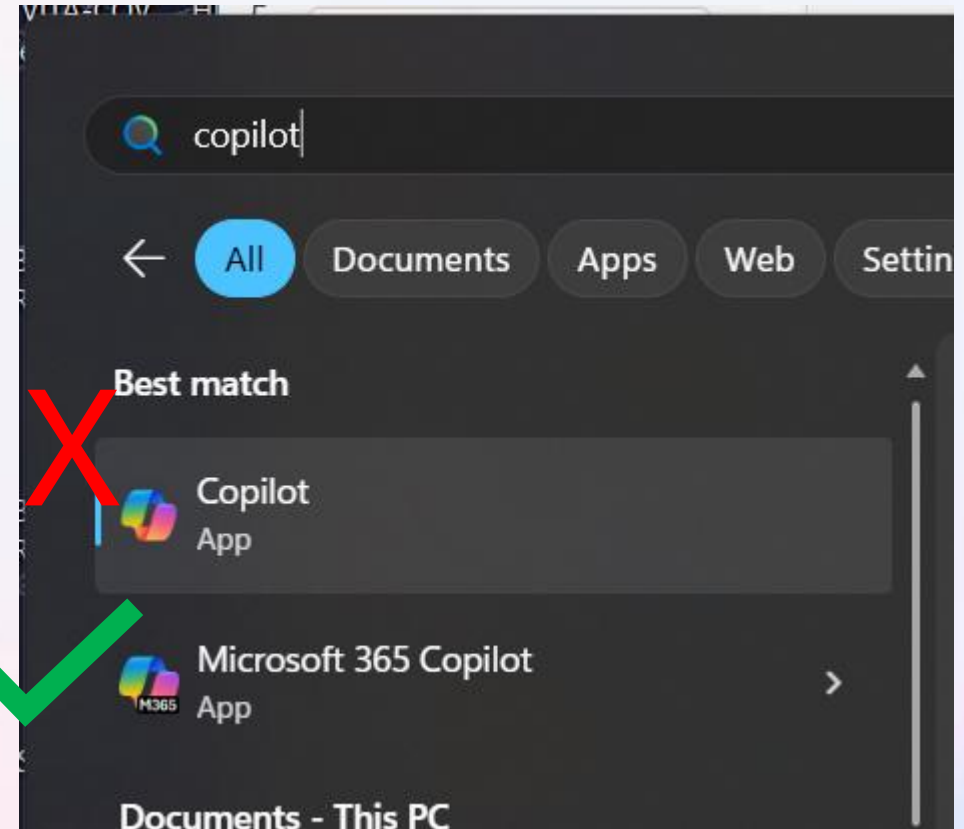 copilot
All Documents Apps Web Settin
Best match
X
Copilot
App
Microsoft 365 Copilot
M365
App
Documents - This PC